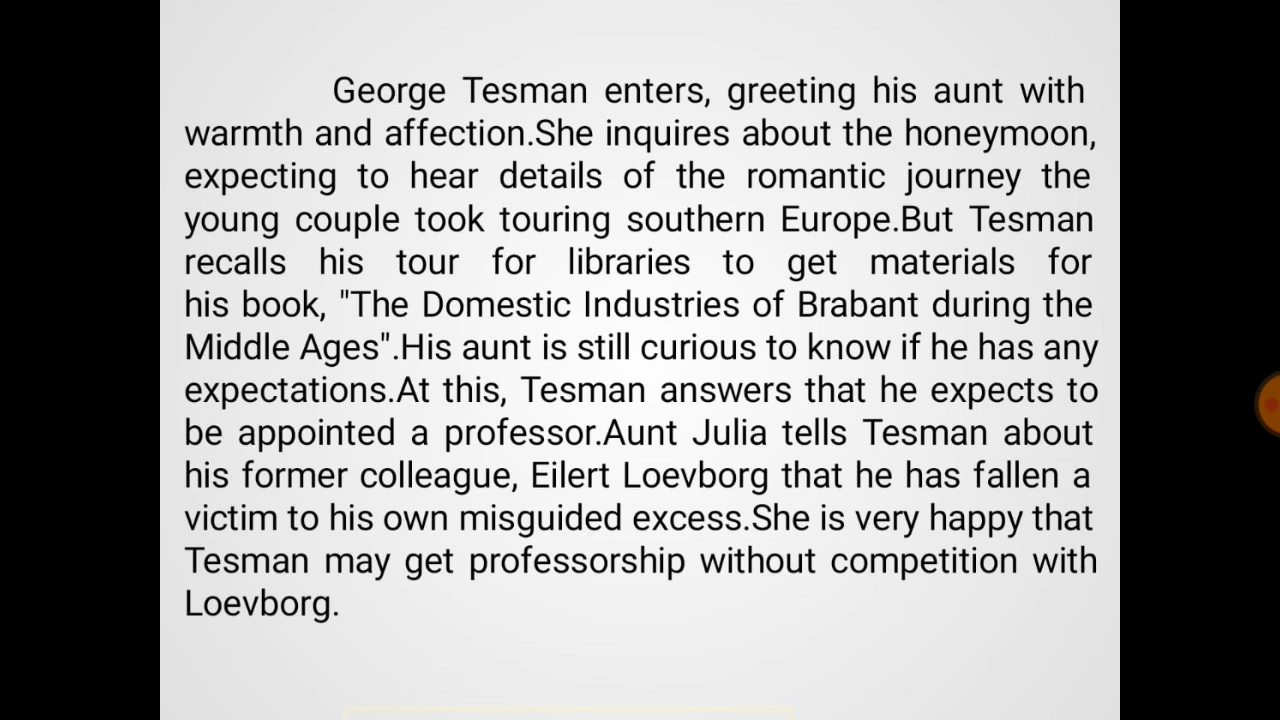 George Tesman enters, greeting his aunt with
warmth and affection.She inquires about the honeymoon,
expecting to hear details of the romantic journey the
young couple took touring southern Europe.But Tesman
recalls his tour for libraries to get materials for
his book, "The Domestic Industries of Brabant during the
Middle Ages".His aunt is still curious to know if he has any
expectations.At this, Tesman answers that he expects to
be appointed a professor.Aunt Julia tells Tesman about
his former colleague, Eilert Loevborg that he has fallen a
victim to his own misguided excess.She is very happy that
Tesman may get professorship without competition with
Loevborg.